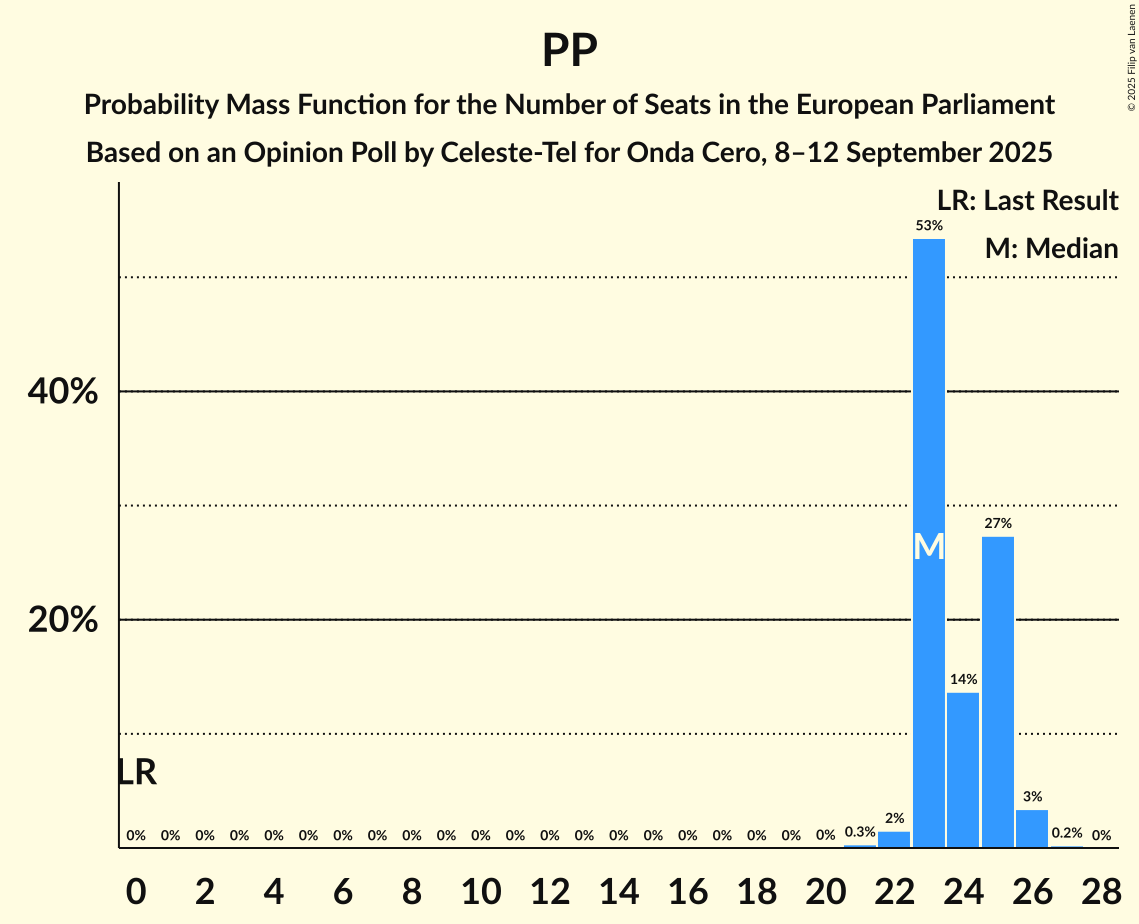 PP
Probability Mass Function for the Number of Seats in the European Parliament
Based on an Opinion Poll by Celeste-Tel for Onda Cero, 8–12 September 2025
© 2025 Filip van Laenen
LR: Last Result
M: Median
53%
40%
27%
M
20%
14%
LR
3%
0% 0% 0% 0% 0% 0% 0% 0% 0% 0% 0% 0% 0% 0% 0% 0% 0% 0% 0% 0% 0% 0.3% 2% 0.2% 0%
0 2 4 6 8 10 12 14 16 18 20 22 24 26 28